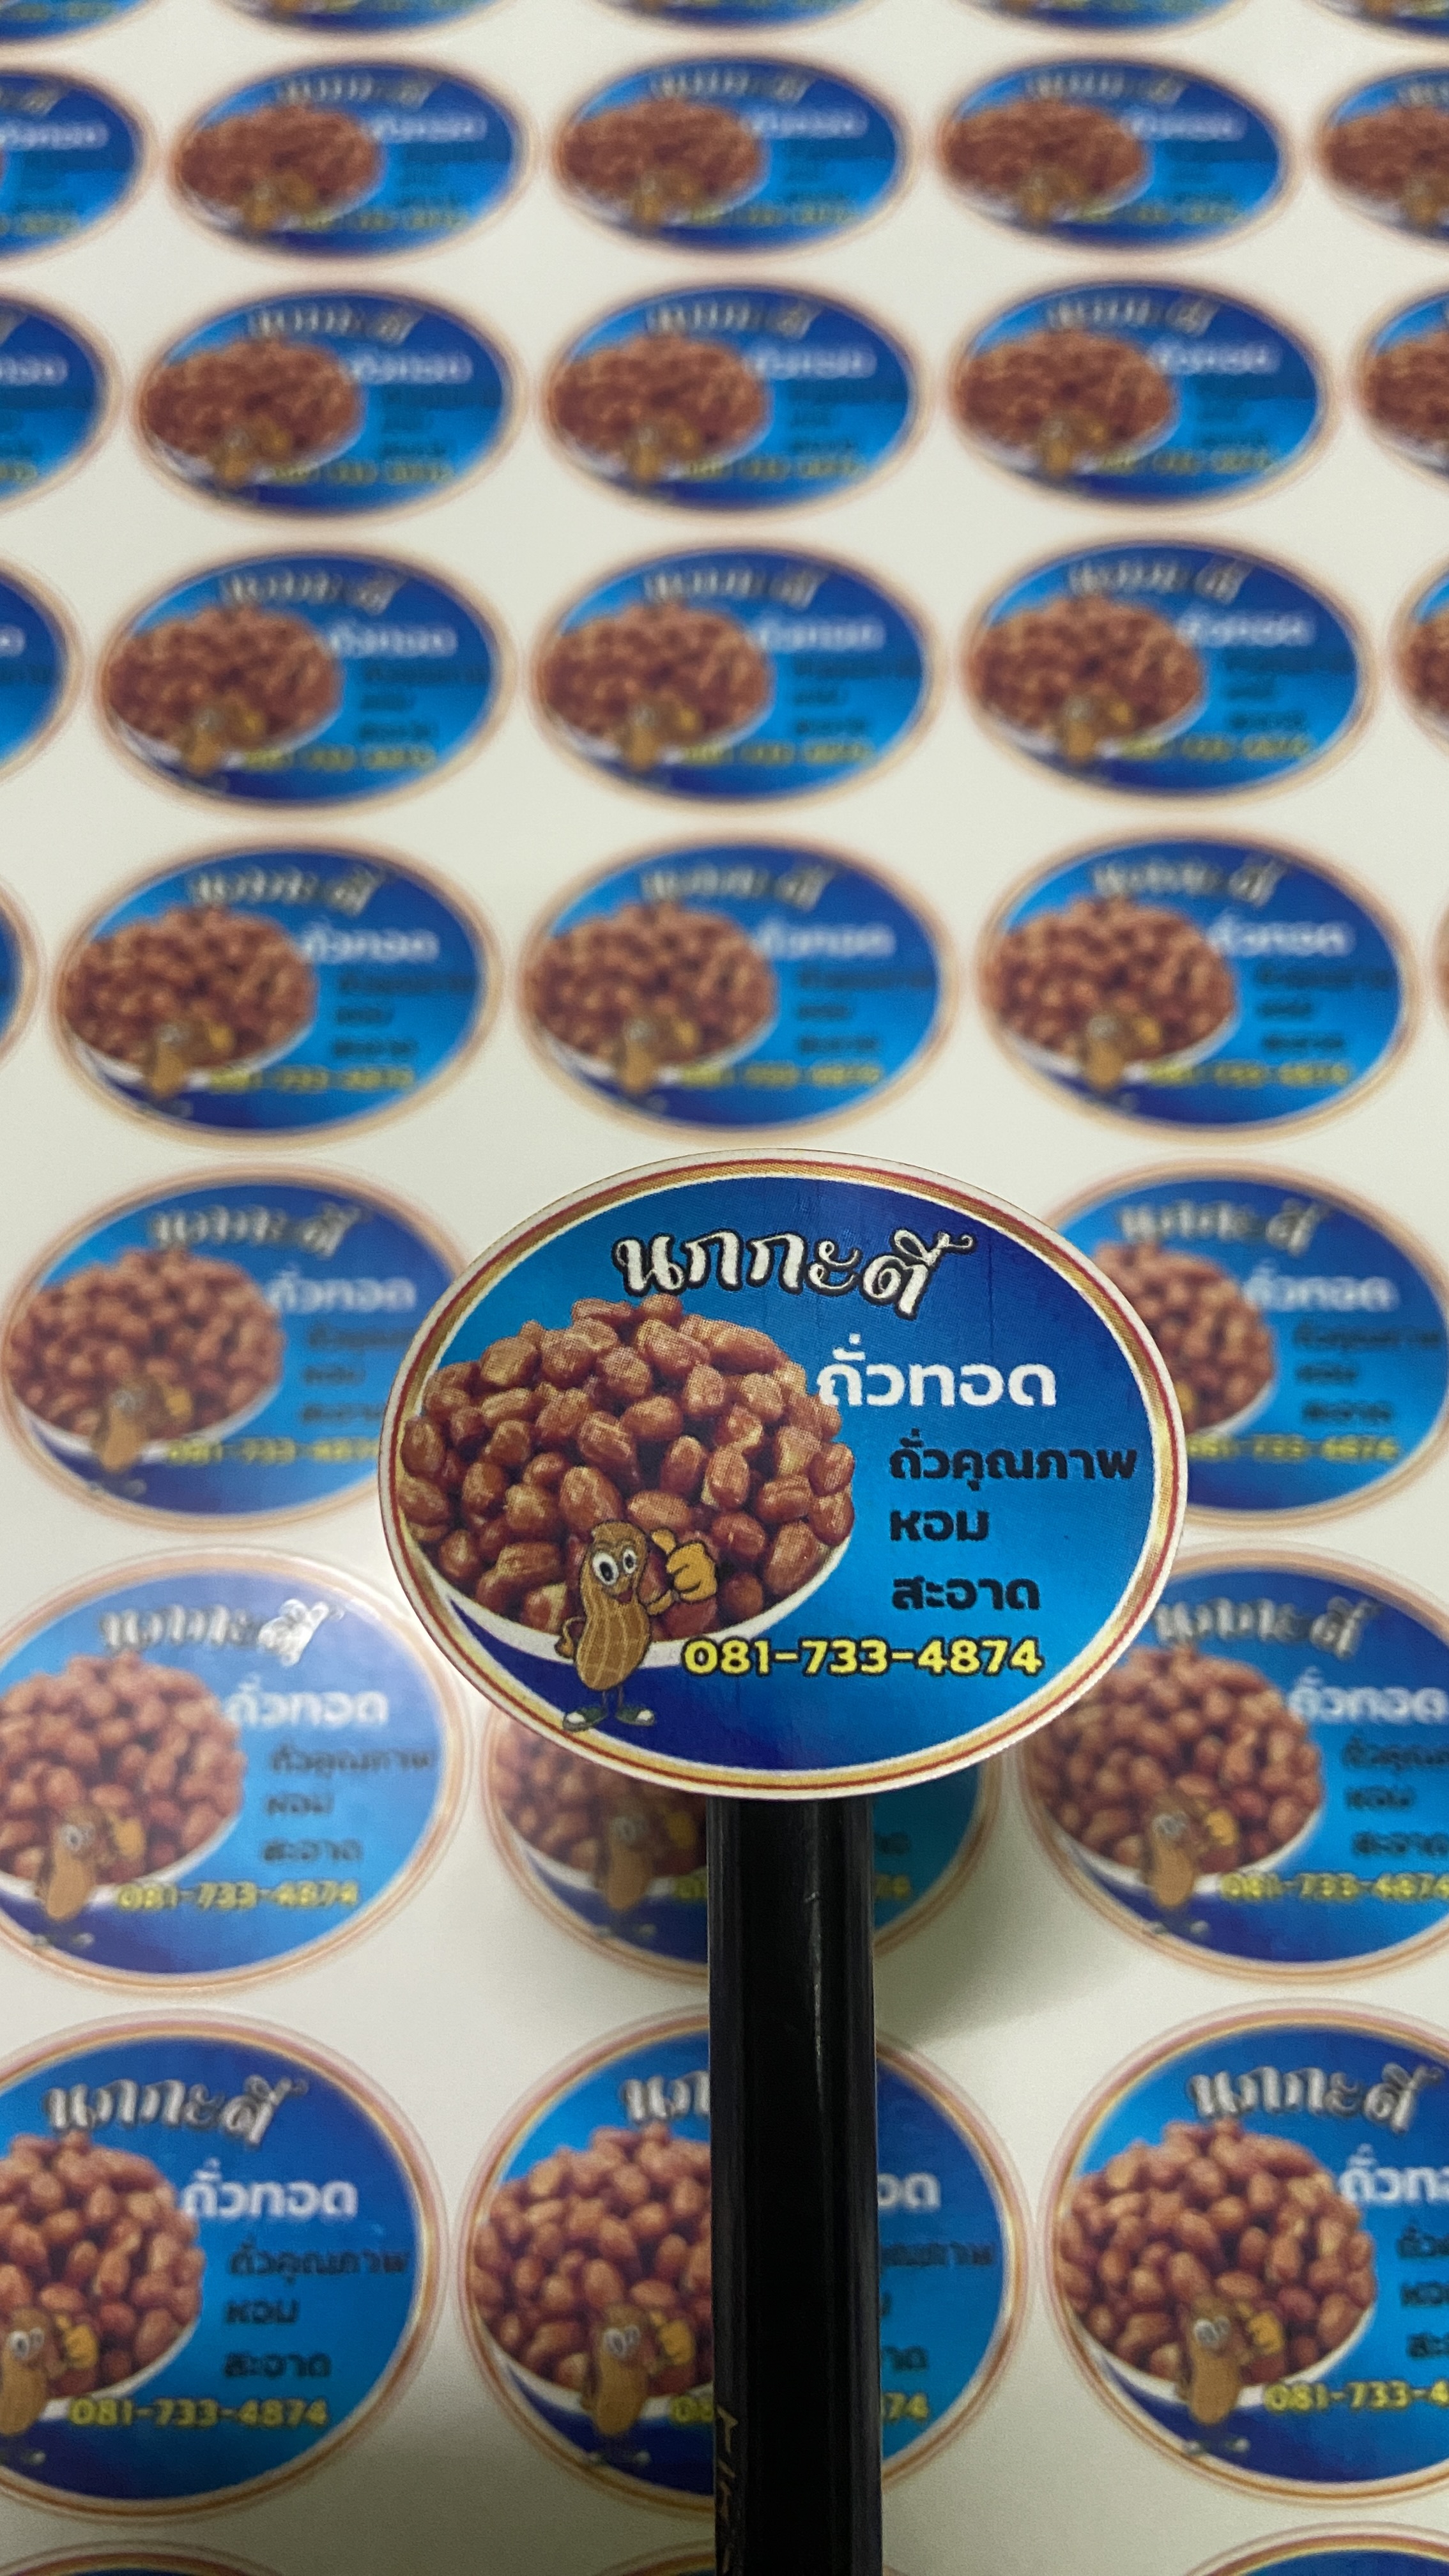 นกกะตี
ถั่วทอด
ถั่วคุณภาพ
หอม
สะอาด
081-733-4874